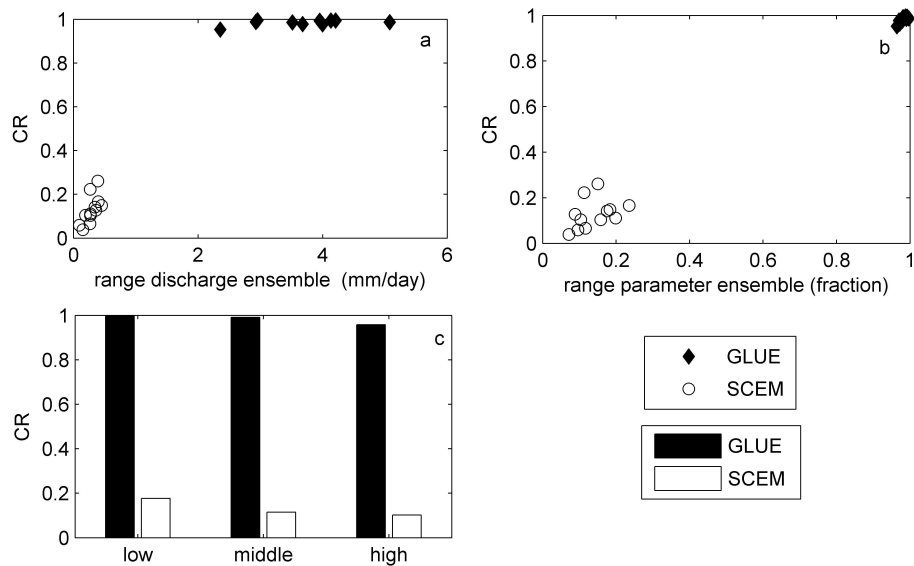 1
0.8
0.6
0.4
0.2
0
CR
a
0
2
4
6
range discharge ensemble (mm/day)
1
0.8
0.6
0.4
0.2
0
CR
b
0
0.2
0.4
0.6
0.8
1
range parameter ensemble (fraction)
1
0.8
0.6
0.4
0.2
0
CR
c
low
middle
high
GLUE
SCEM
GLUE
SCEM